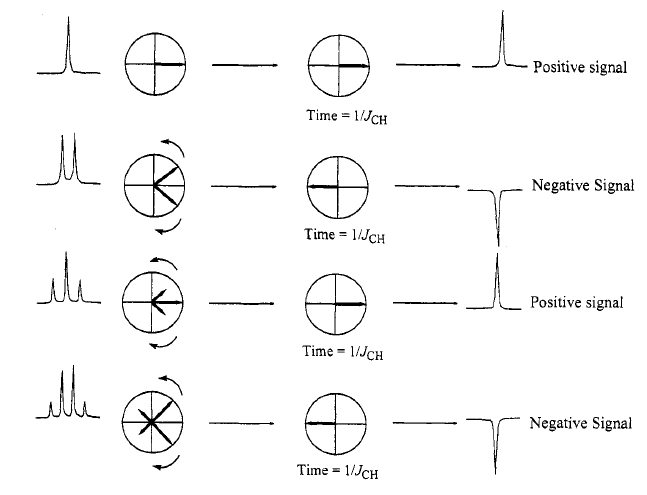 Positive signal
Time = 1/JCH
Negative Signal
Time = 1/JCH
Positive signal
Time = 1/JCH
Negative Signal
Time = 1/JCH